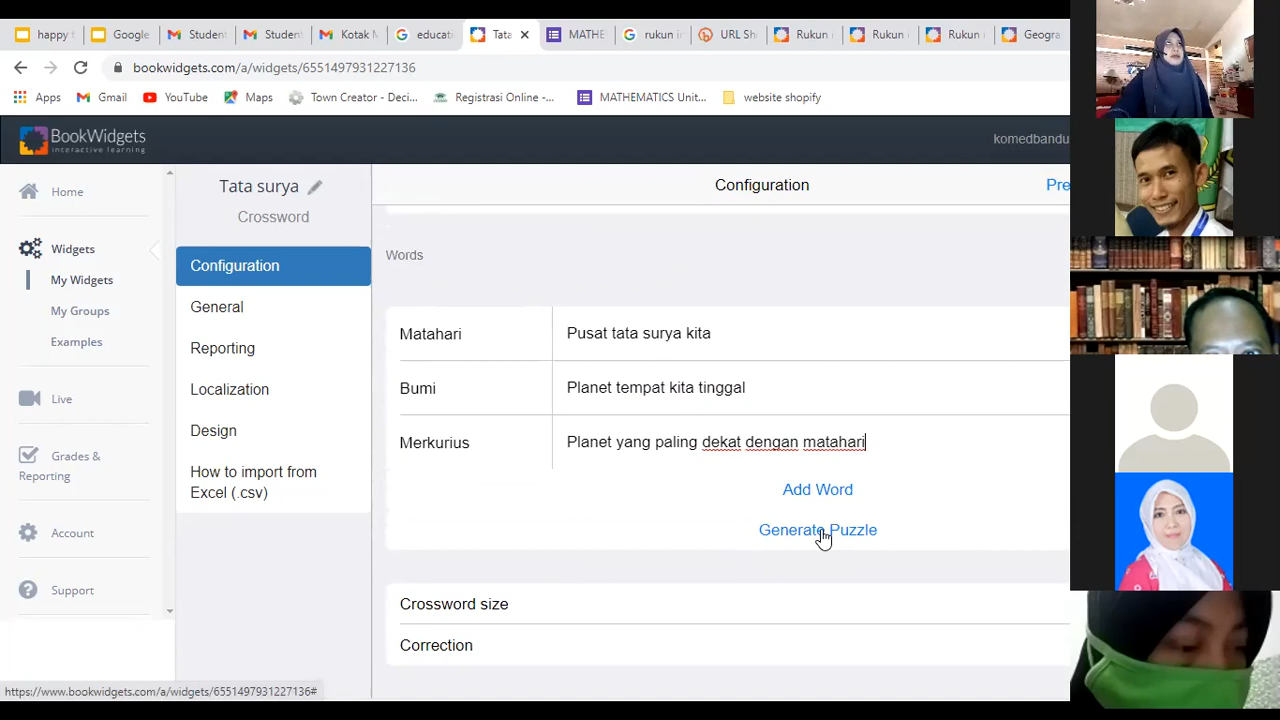 happy t
Google
Student
Student
Kotak M
educati
Tata
MATHE
rukun i
URL Sh
Rukun i
Rukun i
Rukun i
Geogra
bookwidgets.com/a/widgets/6551497931227136
Apps
Gmail
YouTube
Maps
Town Creator - Deci...
Registrasi Online -...
MATHEMATICS Unit...
website shopify
BookWidgets
interactive learning
komedbandu
Home
Widgets
My Widgets
My Groups
Examples
Live
Grades &
Reporting
Account
Support
Tata surya
Crossword
Configuration
General
Reporting
Localization
Design
How to import from
Excel (.csv)
Configuration
Pre
Words
Matahari Pusat tata surya kita
Bumi Planet tempat kita tinggal
Merkurius Planet yang paling dekat dengan matahari
Add Word
Generate Puzzle
Crossword size
Correction
https://www.bookwidgets.com/a/widgets/6551497931227136#